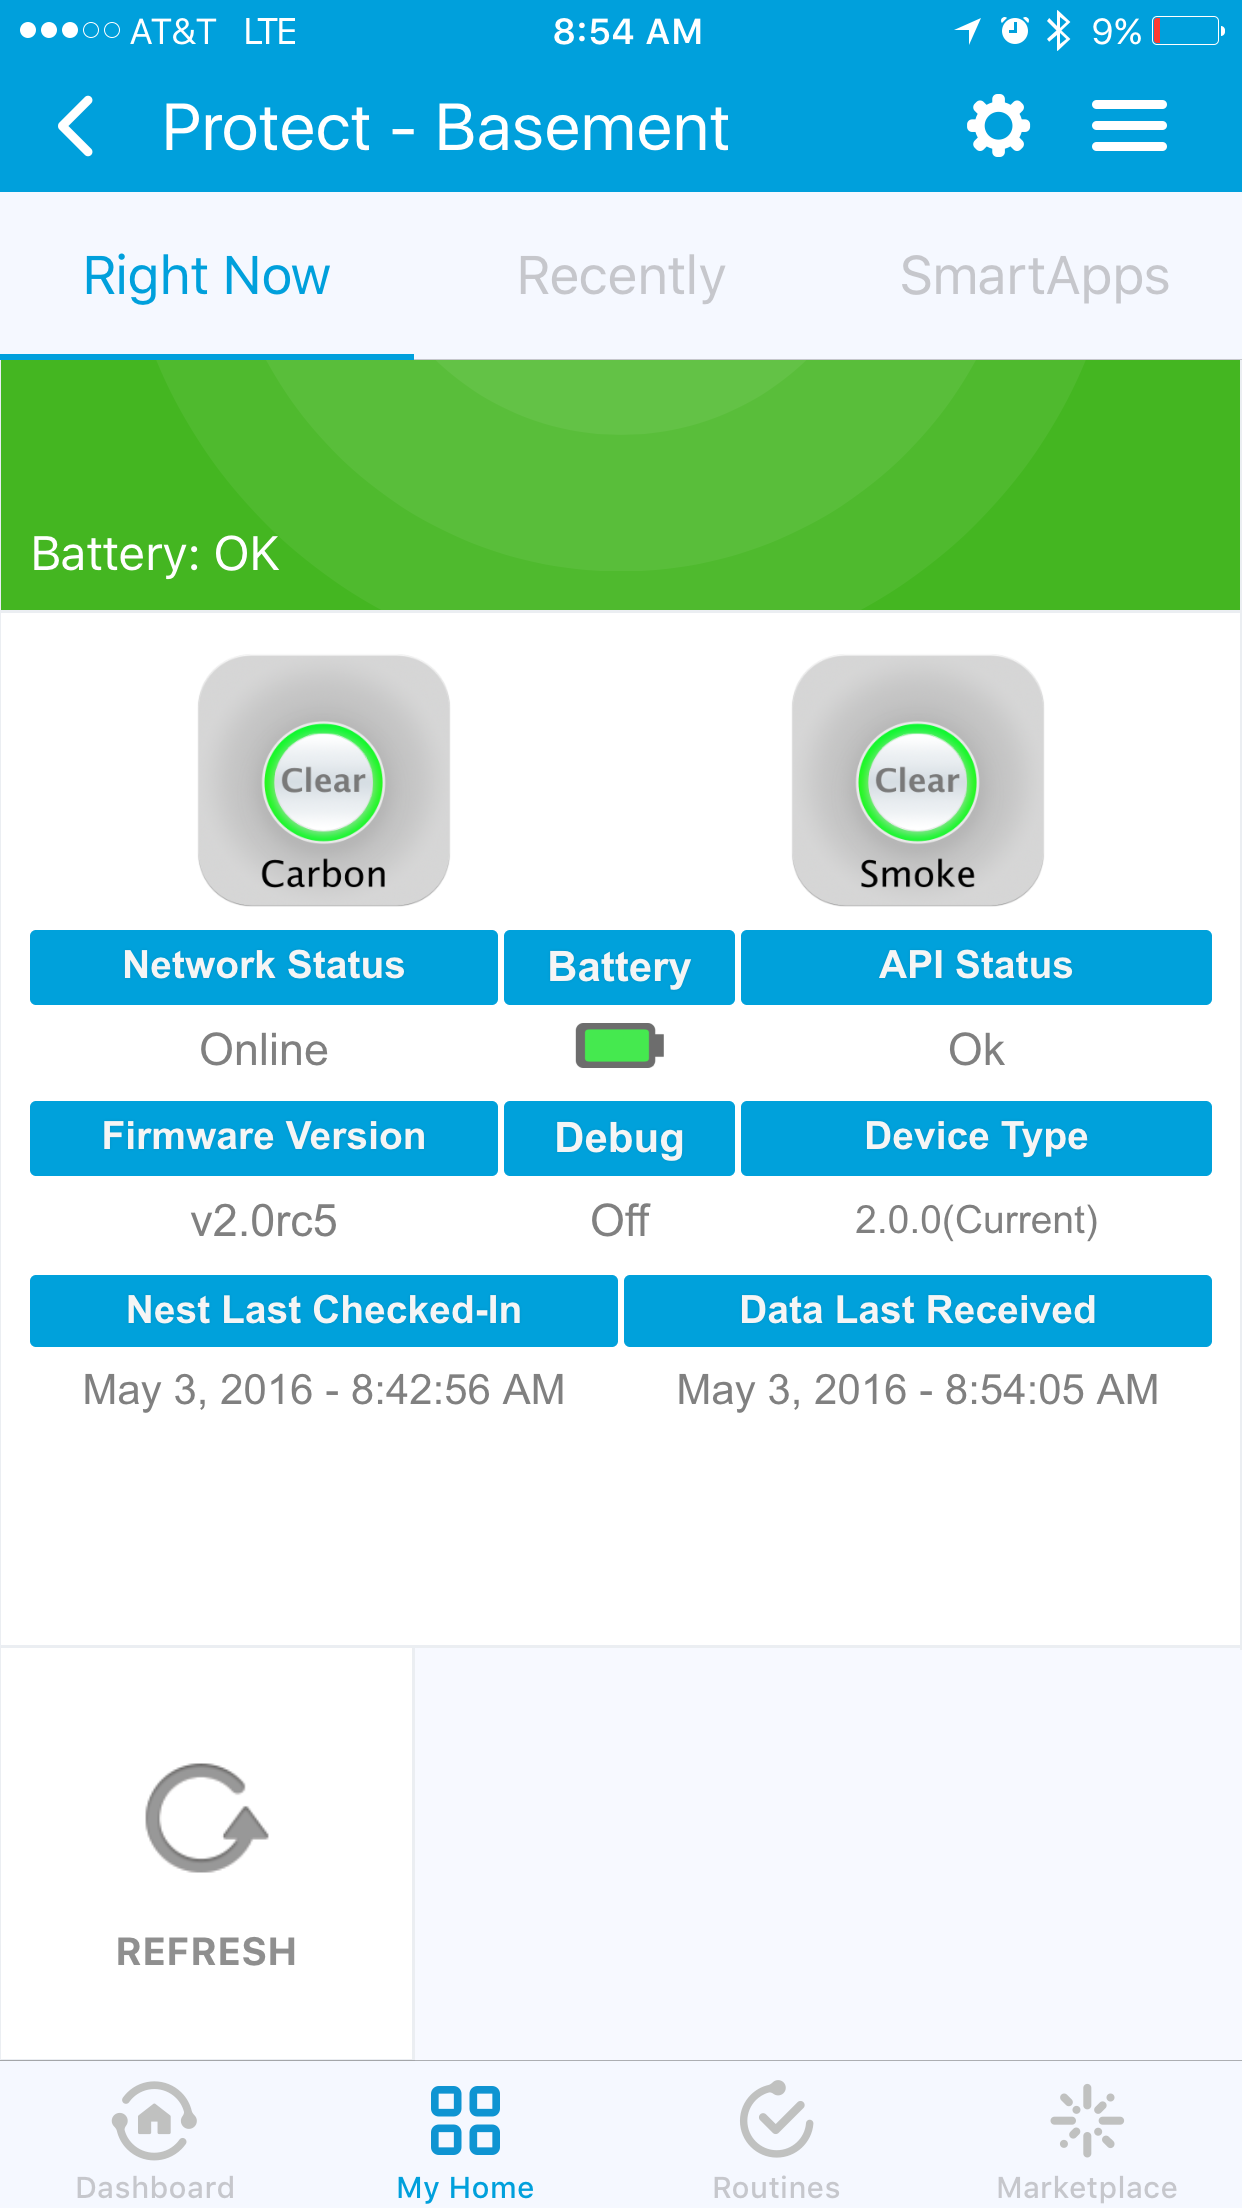 AT&T LTE 8:54 AM 9%
Protect - Basement
Right Now Recently SmartApps
Battery: OK
Clear Clear
Carbon Smoke
Network Status Battery API Status
Online Ok
Firmware Version Debug Device Type
v2.0rc5 Off 2.0.0(Current)
Nest Last Checked-In Data Last Received
May 3, 2016 - 8:42:56 AM May 3, 2016 - 8:54:05 AM
REFRESH
Dashboard My Home Routines Marketplace